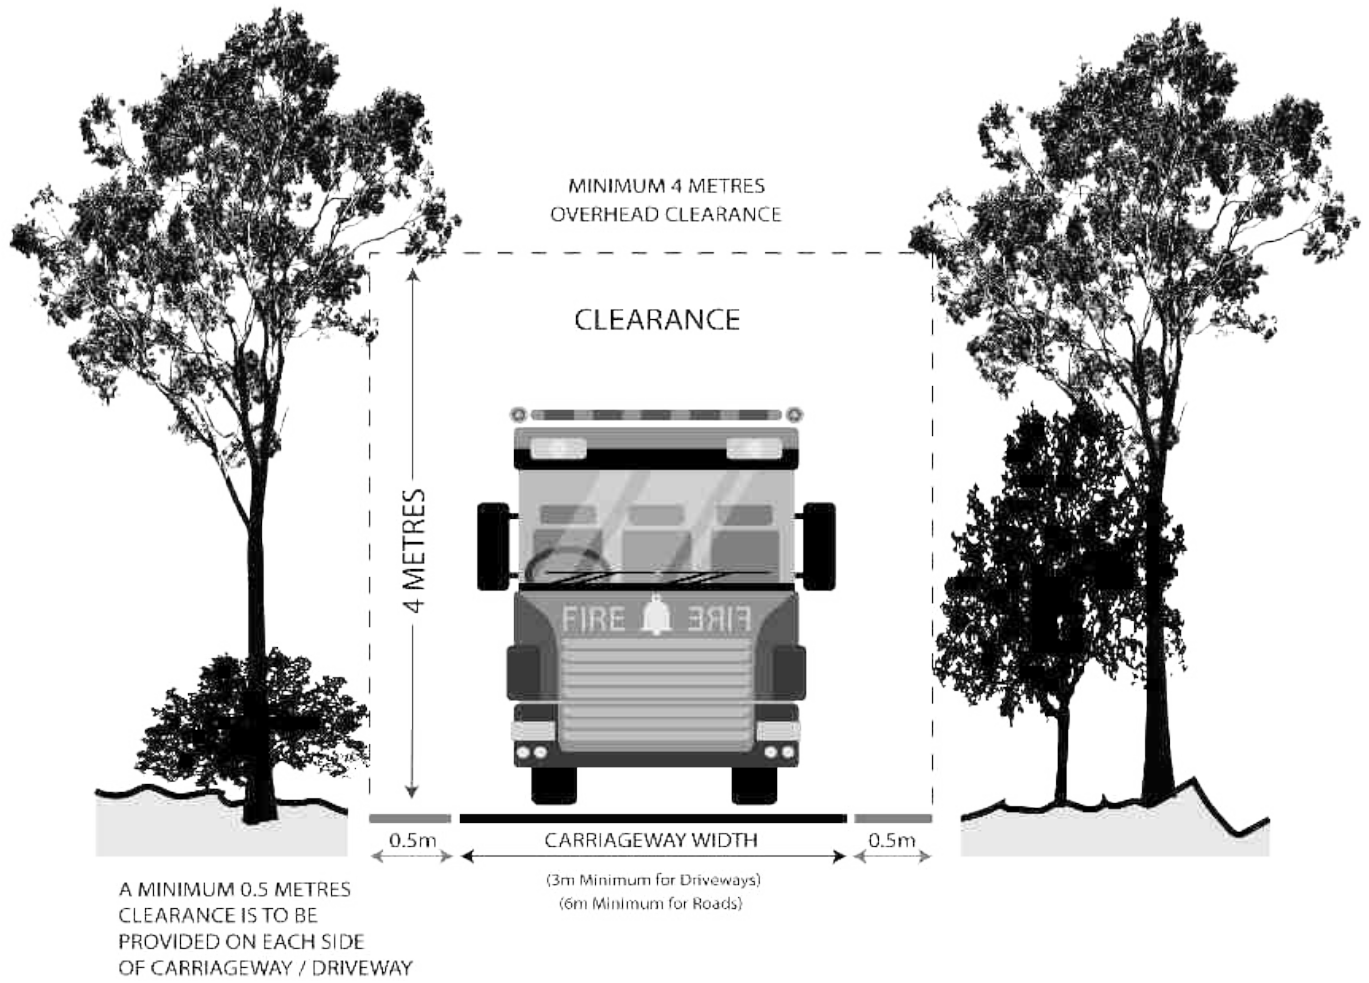 MINIMUM 4 METRES
OVERHEAD CLEARANCE
CLEARANCE
4 METRES
FIRE FIRE
0.5m
CARRIAGEWAY WIDTH
0.5m
(3m Minimum for Driveways)
(6m Minimum for Roads)
A MINIMUM 0.5 METRES
CLEARANCE IS TO BE
PROVIDED ON EACH SIDE
OF CARRIAGEWAY / DRIVEWAY